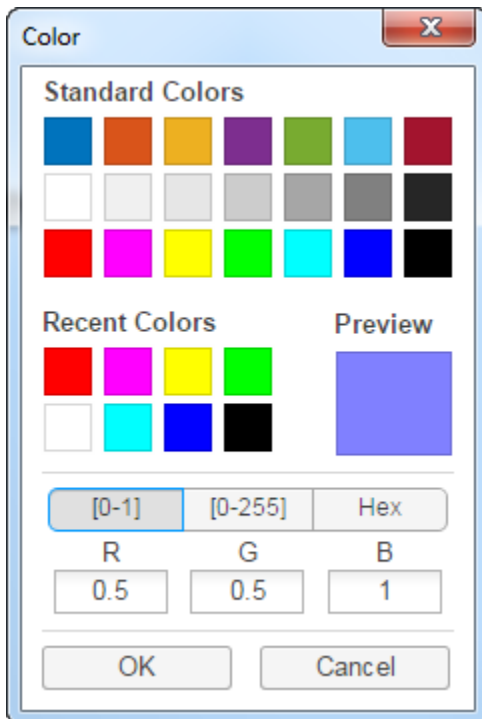 Color
Standard Colors
Recent Colors
Preview
[0-1] [0-255] Hex
R G B
0.5 0.5 1
OK Cancel